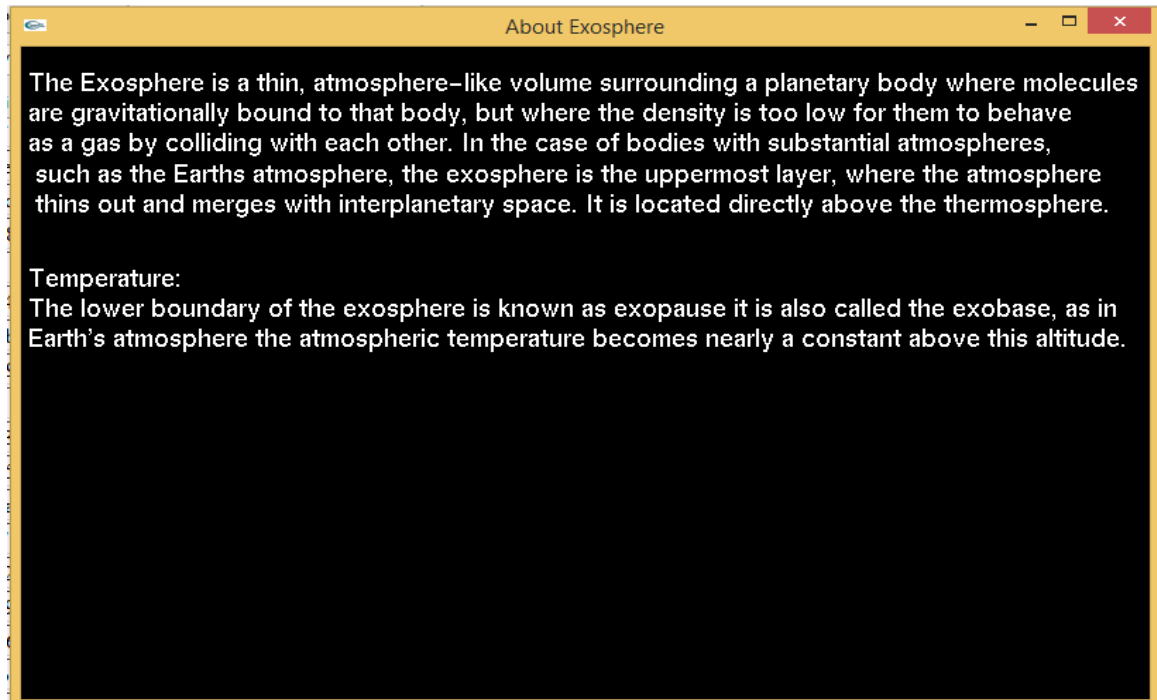 About Exosphere
The Exosphere is a thin, atmosphere-like volume surrounding a planetary body where molecules
are gravitationally bound to that body, but where the density is too low for them to behave
as a gas by colliding with each other. In the case of bodies with substantial atmospheres,
such as the Earths atmosphere, the exosphere is the uppermost layer, where the atmosphere
thins out and merges with interplanetary space. It is located directly above the thermosphere.
Temperature:
The lower boundary of the exosphere is known as exopause it is also called the exobase, as in
Earth's atmosphere the atmospheric temperature becomes nearly a constant above this altitude.